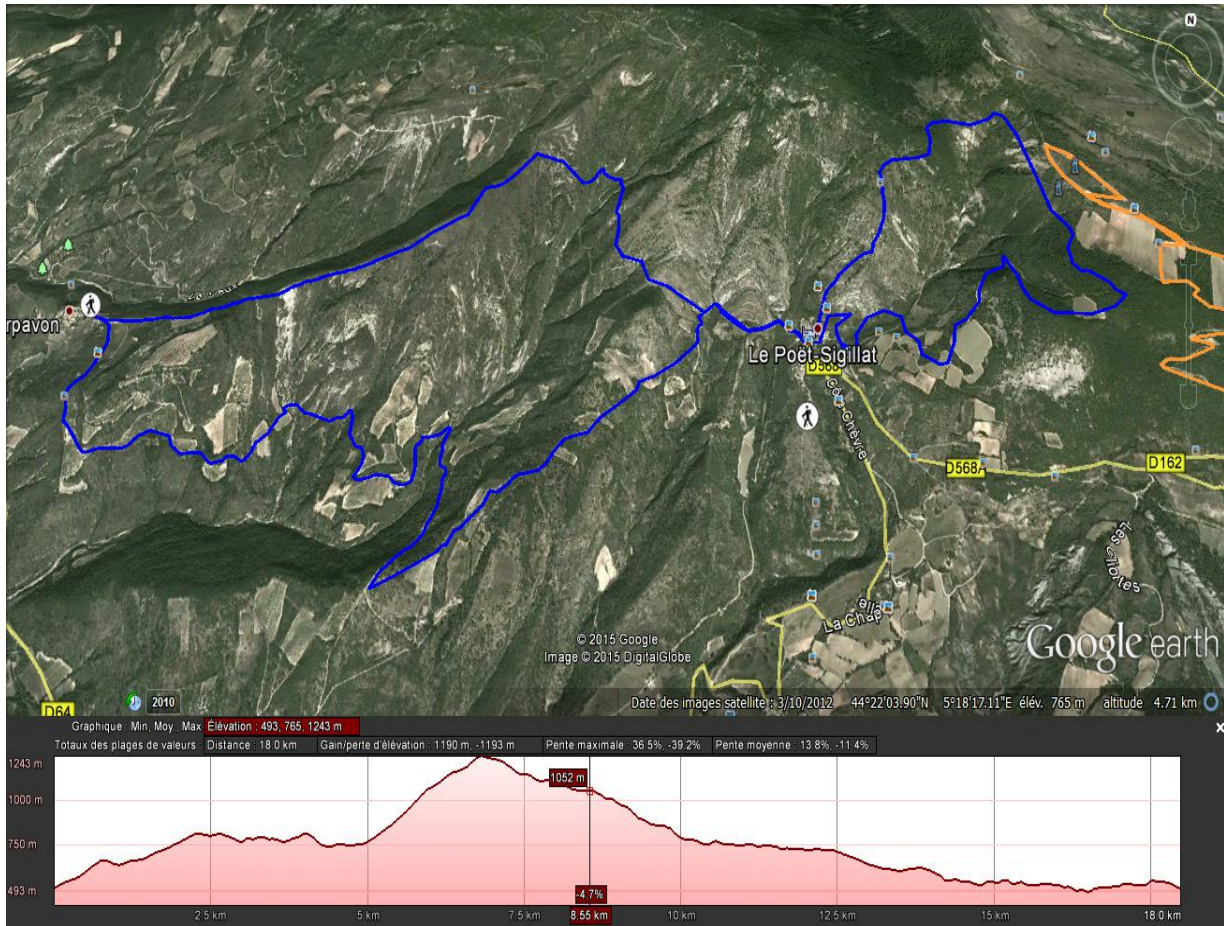 N
rpavon
Le Poët-Sigillat
D568
Col Chèvre
D568A
D162
Les
La Chap
elle
© 2015 Google
Image © 2015 DigitalGlobe
Google earth
D64
2010
Date des images satellite : 3/10/2012 44°22'03.90"N 5°18'17.11"E élév. 765 m altitude 4.71 km
Graphique : Min, Moy., Max Élévation : 493, 765, 1243 m
x
Totaux des plages de valeurs : Distance : 18.0 km Gain/perte d'élévation : 1190 m, -1193 m Pente maximale : 36.5%, -39.2% Pente moyenne : 13.8%, -11.4%
1243 m
1052 m
1000 m
750 m
493 m
-4.7%
2.5 km 5 km 7.5 km 8.55 km 10 km 12.5 km 15 km 18.0 km